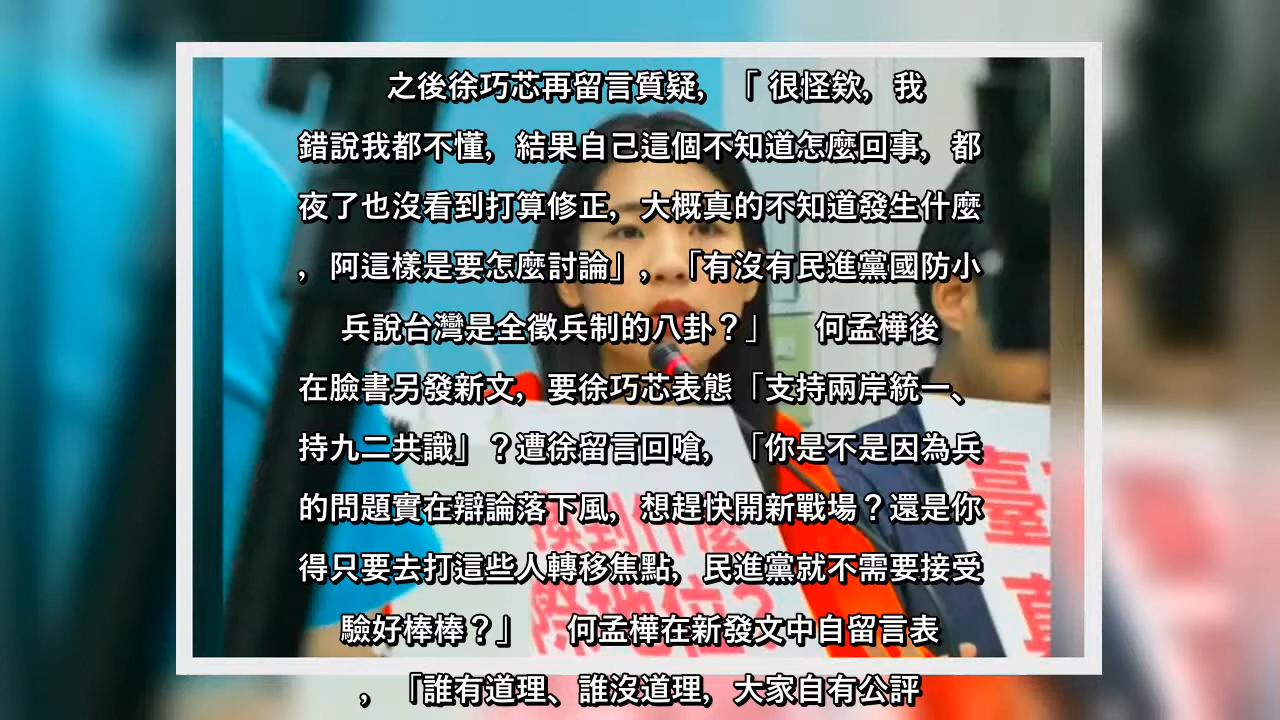 之後徐巧芯再留言質疑，「 很怪欸，我
錯說我都不懂，結果自己這個不知道怎麼回事，都
夜了也沒看到打算修正，大概真的不知道發生什麼
，阿這樣是要怎麼討論」，「有沒有民進黨國防小
兵說台灣是全徵兵制的八卦？」 何孟樺後
在臉書另發新文，要徐巧芯表態「支持兩岸統一、
持九二共識」？遭徐留言回嗆，「你是不是因為兵
的問題實在辯論落下風，想趕快開新戰場？還是你
得只要去打這些人轉移焦點，民進黨就不需要接受
驗好棒棒？」 何孟樺在新發文中自留言表
，「誰有道理、誰沒道理，大家自有公評
換到什麼
地位？
臺